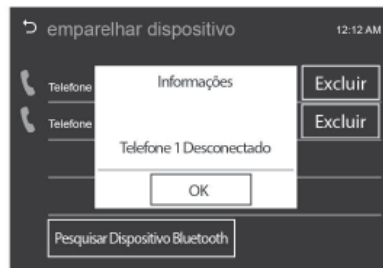 emparelhar dispositivo 12:12 AM
Informações
Telefone Excluir
Telefone Excluir
Telefone 1 Desconectado
OK
Pesquisar Dispositivo Bluetooth